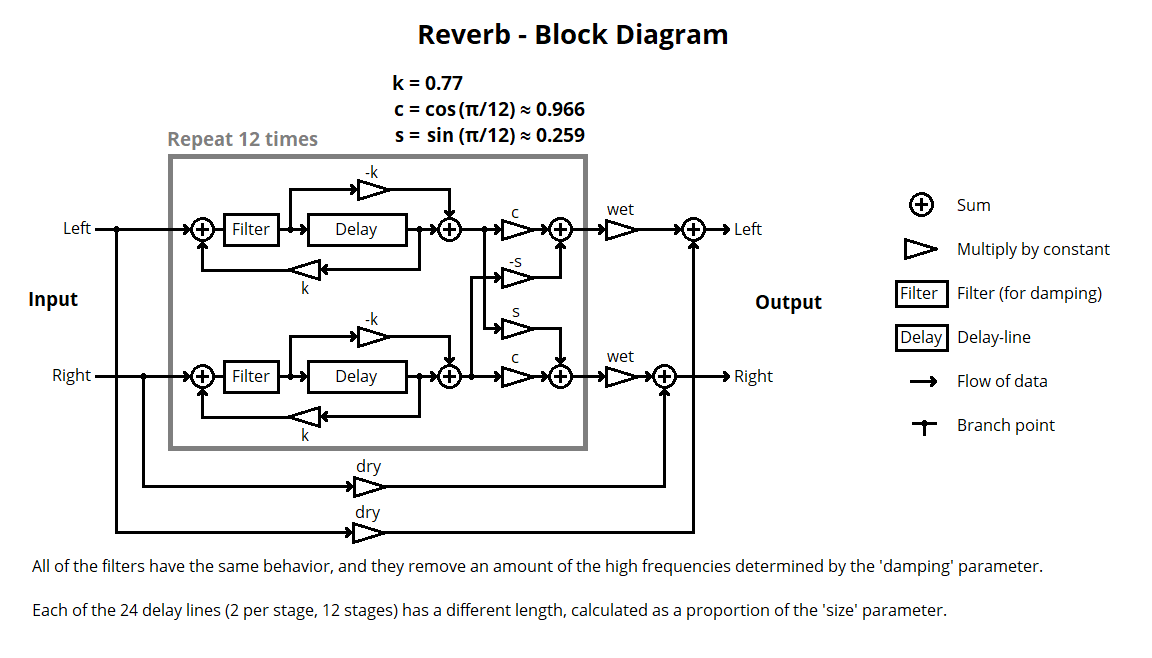 Reverb - Block Diagram
k = 0.77
c = cos (π/12) ≈ 0.966
s = sin (π/12) ≈ 0.259
Repeat 12 times
-k
Left
Filter
Delay
c
wet
Left
k
-s
Input
Output
-k
s
Right
Filter
Delay
c
wet
Right
k
dry
dry
Sum
Multiply by constant
Filter
Filter (for damping)
Delay
Delay-line
Flow of data
Branch point
All of the filters have the same behavior, and they remove an amount of the high frequencies determined by the 'damping' parameter.
Each of the 24 delay lines (2 per stage, 12 stages) has a different length, calculated as a proportion of the 'size' parameter.